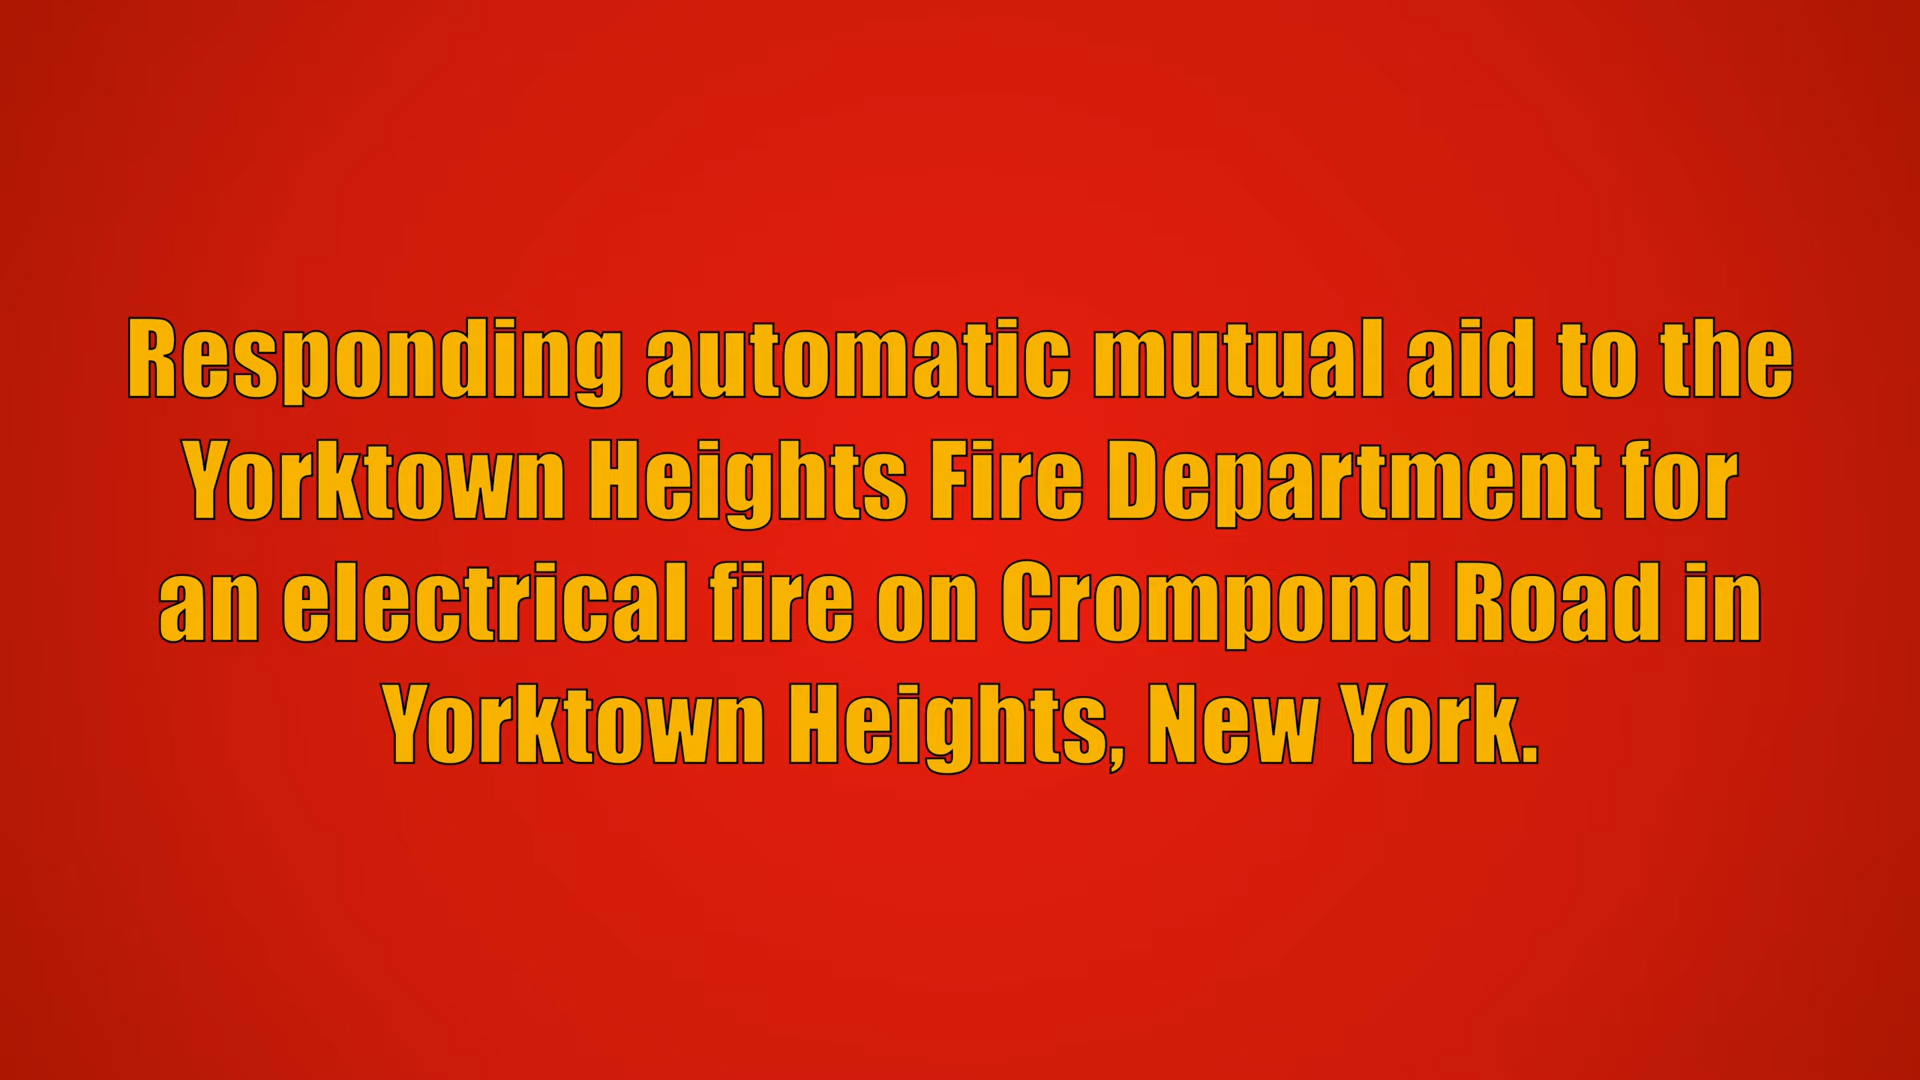 Responding automatic mutual aid to the
Yorktown Heights Fire Department for
an electrical fire on Crompond Road in
Yorktown Heights, New York.